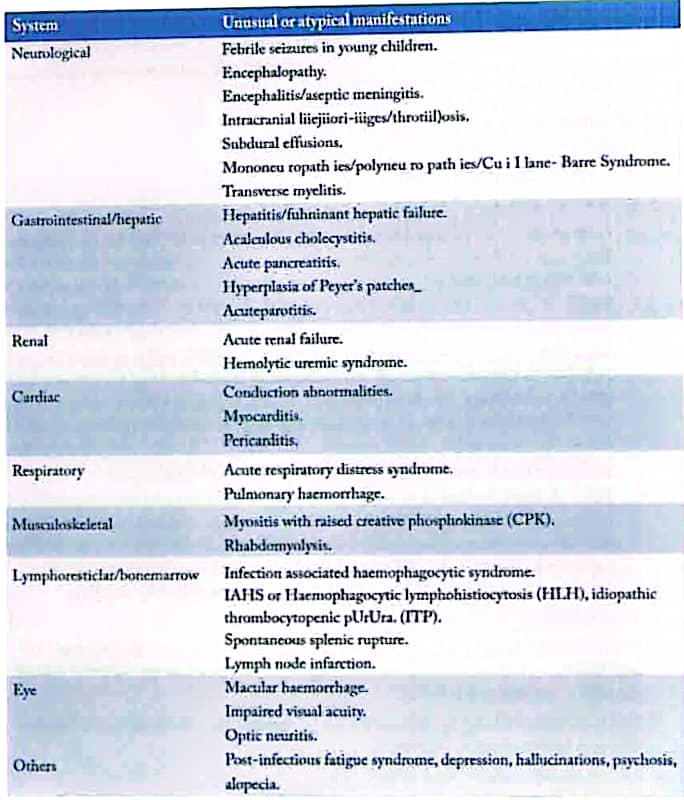 System Unusual or atypical manifestations
Neurological Febrile seizures in young children.
Encephalopathy.
Encephalitis/aseptic meningitis.
Intracranial liiejiiori-iiiges/throtiil)osis.
Subdural effusions.
Mononeu ropath ies/polyneu ro path ies/Cu i I lane- Barre Syndrome.
Transverse myelitis.
Gastrointestinal/hepatic Hepatitis/fuhninant hepatic failure.
Acalculous cholecystitis.
Acute pancreatitis.
Hyperplasia of Peyer's patches_
Acuteparotitis.
Renal Acute renal failure.
Hemolytic uremic syndrome.
Cardiac Conduction abnormalities.
Myocarditis.
Pericarditis.
Respiratory Acute respiratory distress syndrome.
Pulmonary haemorrhage.
Musculoskeletal Myositis with raised creative phosphokinase (CPK).
Rhabdomyolysis.
Lymphoresticlar/bonemarrow Infection associated haemophagocytic syndrome.
IAHS or Haemophagocytic lymphohistiocytosis (HLH), idiopathic
thrombocytopenic pUrUra. (ITP).
Spontaneous splenic rupture.
Lymph node infarction.
Eye Macular haemorrhage.
Impaired visual acuity.
Optic neuritis.
Others Post-infectious fatigue syndrome, depression, hallucinations, psychosis,
alopecia.